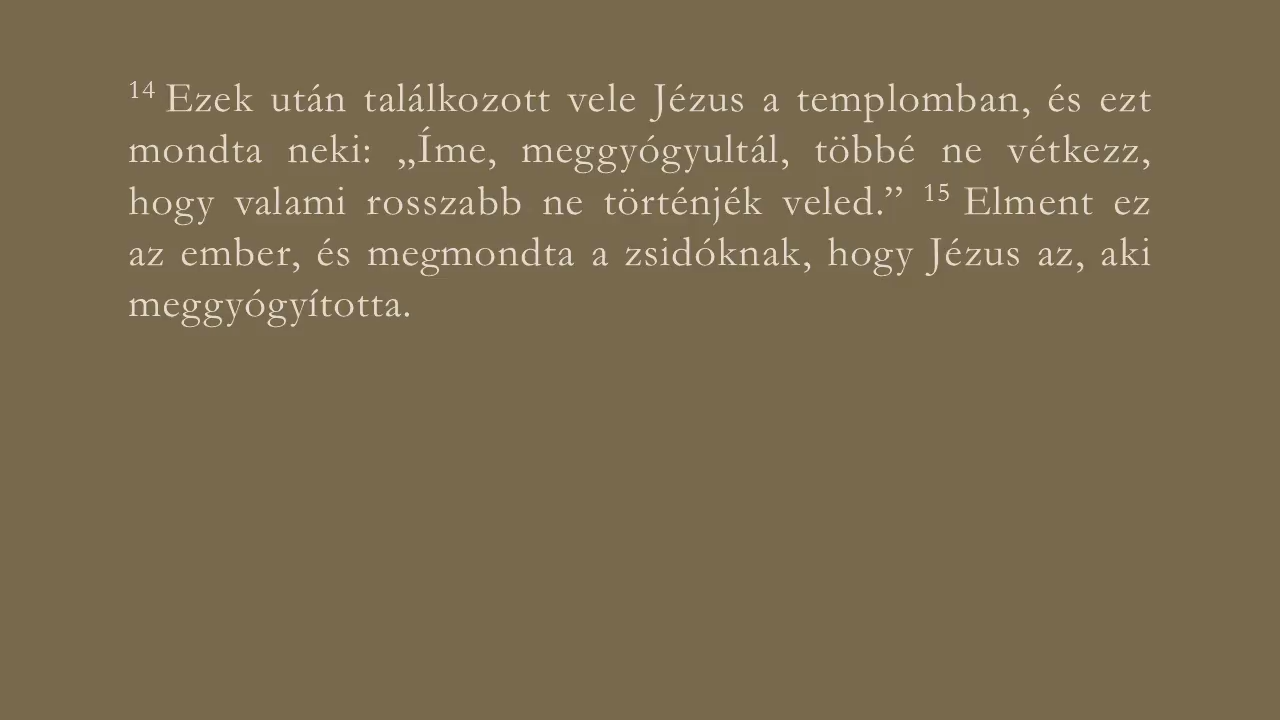 14 Ezek után találkozott vele Jézus a templomban, és ezt
mondta neki: „Íme, meggyógyultál, többé ne vétkezz,
hogy valami rosszabb ne történjék veled.” 15 Elment ez
az ember, és megmondta a zsidóknak, hogy Jézus az, aki
meggyógyította.